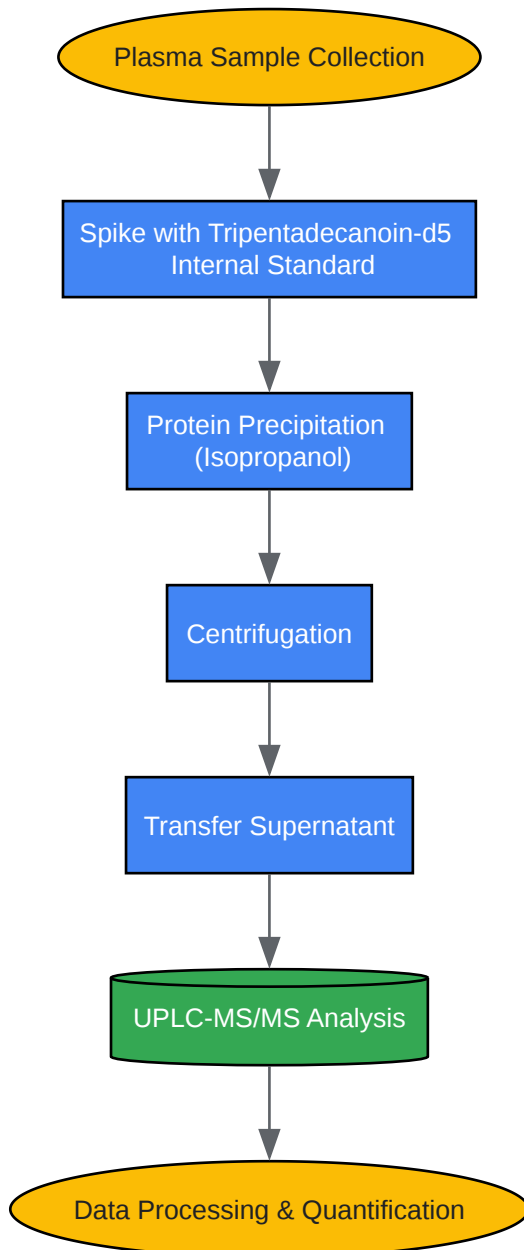 Plasma Sample Collection
Spike with Tripentadecanoin-d5
Internal Standard
Protein Precipitation
(Isopropanol)
Centrifugation
Transfer Supernatant
UPLC-MS/MS Analysis
Data Processing & Quantification